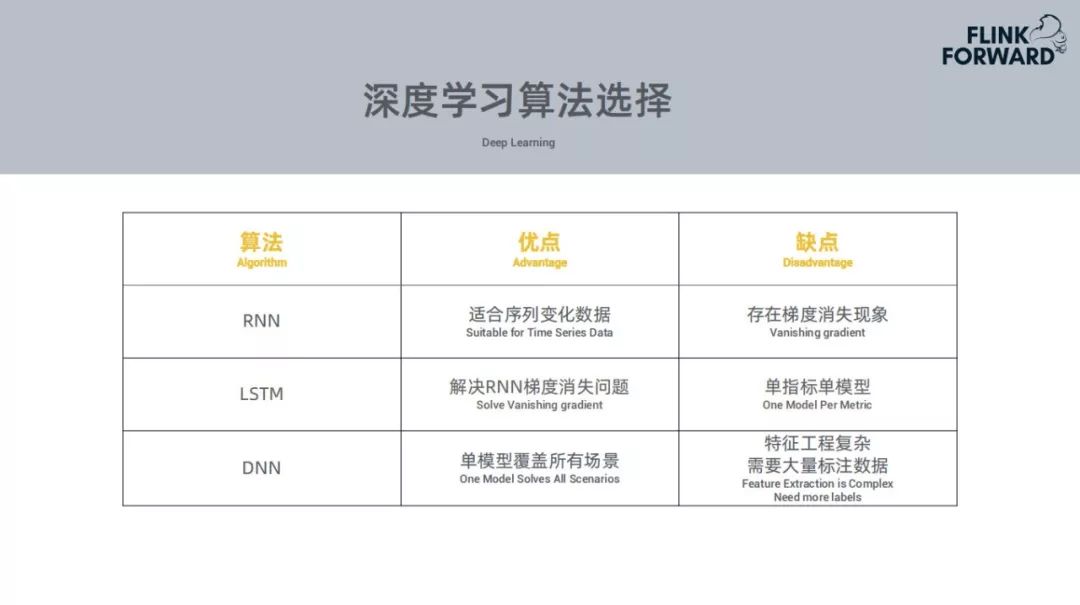 FLINK
FORWARD
深度学习算法选择
Deep Learning
算法
优点
缺点
Algorithm
Advantage
Disadvantage
RNN
适合序列变化数据
Suitable for Time Series Data
存在梯度消失现象
Vanishing gradient
LSTM
解决RNN梯度消失问题
Solve Vanishing gradient
单指标单模型
One Model Per Metric
DNN
单模型覆盖所有场景
One Model Solves All Scenarios
特征工程复杂
需要大量标注数据
Feature Extraction is Complex
Need more labels